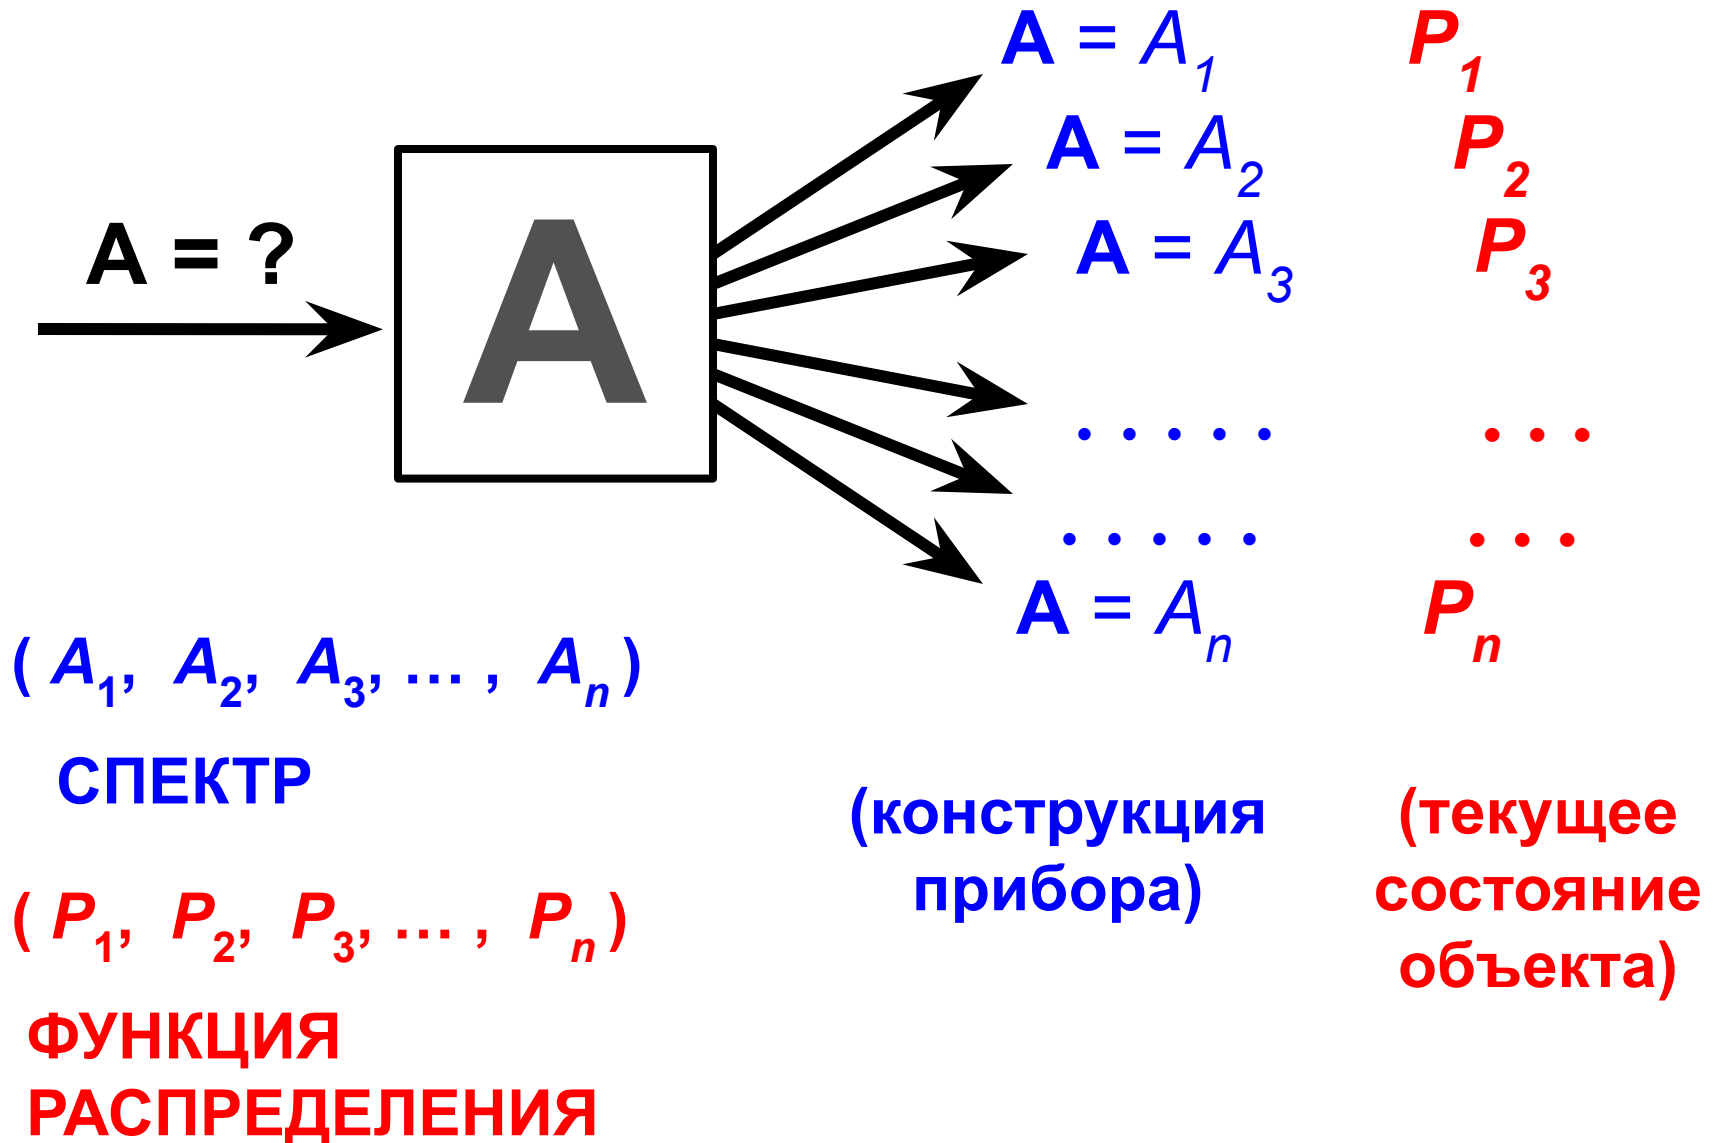 A = A1 P1
A = A2 P2
A = ?
A
A = A3 P3
. . . . . . . .
. . . . . . . .
A = An Pn
( A1, A2, A3, ... , An )
СПЕКТР
(конструкция
прибора)
(текущее
состояние
объекта)
( P1, P2, P3, ... , Pn )
ФУНКЦИЯ
РАСПРЕДЕЛЕНИЯ